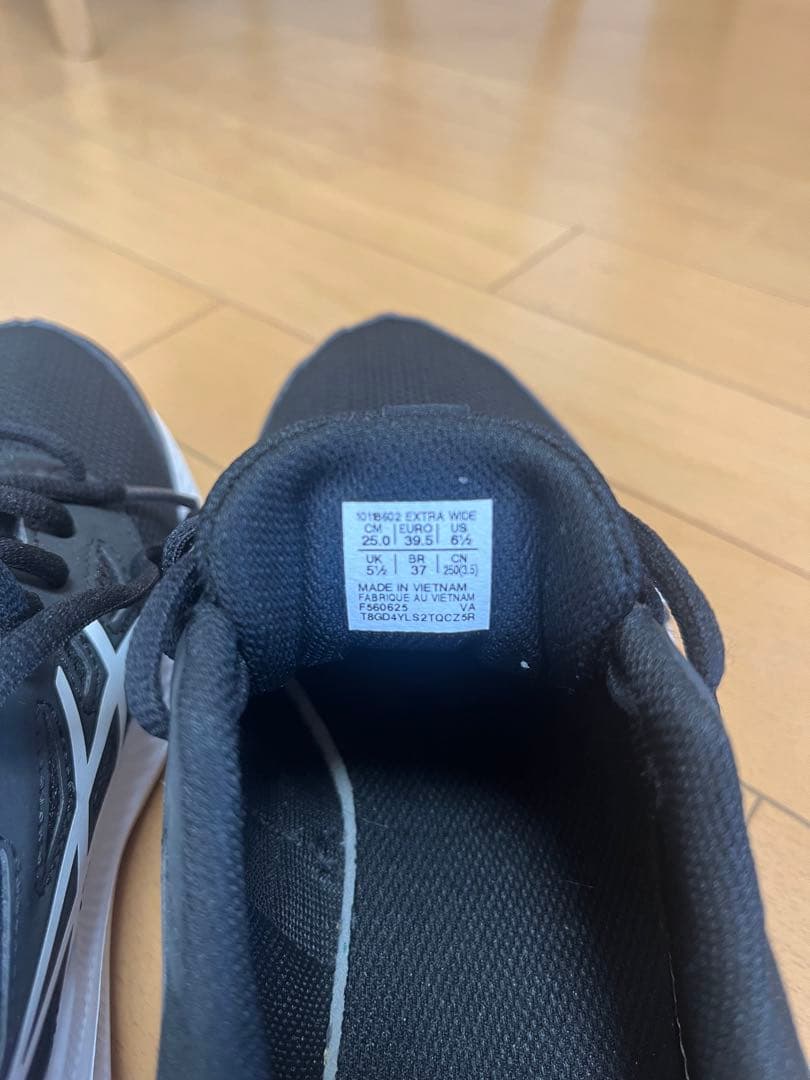 1011B602 EXTRA WIDE
CM EURO US
25.0 39.5 6½
UK BR CN
5½ 37 250(3.5)
MADE IN VIETNAM
FABRIQUE AU VIETNAM
F560625 VA
T8GD4YLS2TQCZ5R